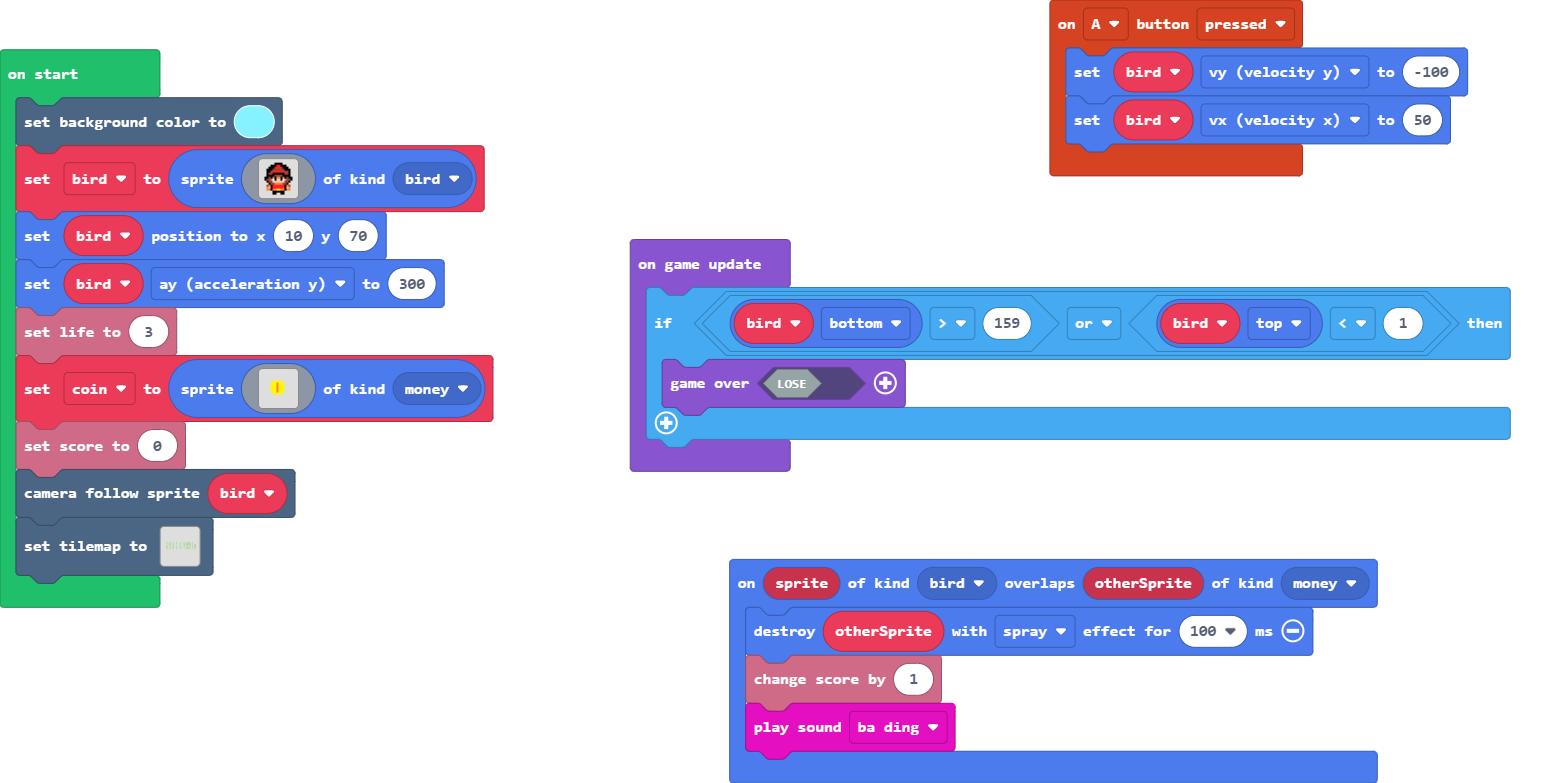 on start
set background color to
set bird to sprite of kind bird
set bird position to x 10 y 70
set bird ay (acceleration y) to 300
set life to 3
set coin to sprite of kind money
set score to 0
camera follow sprite bird
set tilemap to
on A button pressed
set bird vy (velocity y) to -100
set bird vx (velocity x) to 50
on game update
if bird bottom > 159 or bird top < 1 then
game over LOSE
on sprite of kind bird overlaps otherSprite of kind money
destroy otherSprite with spray effect for 100 ms
change score by 1
play sound ba ding